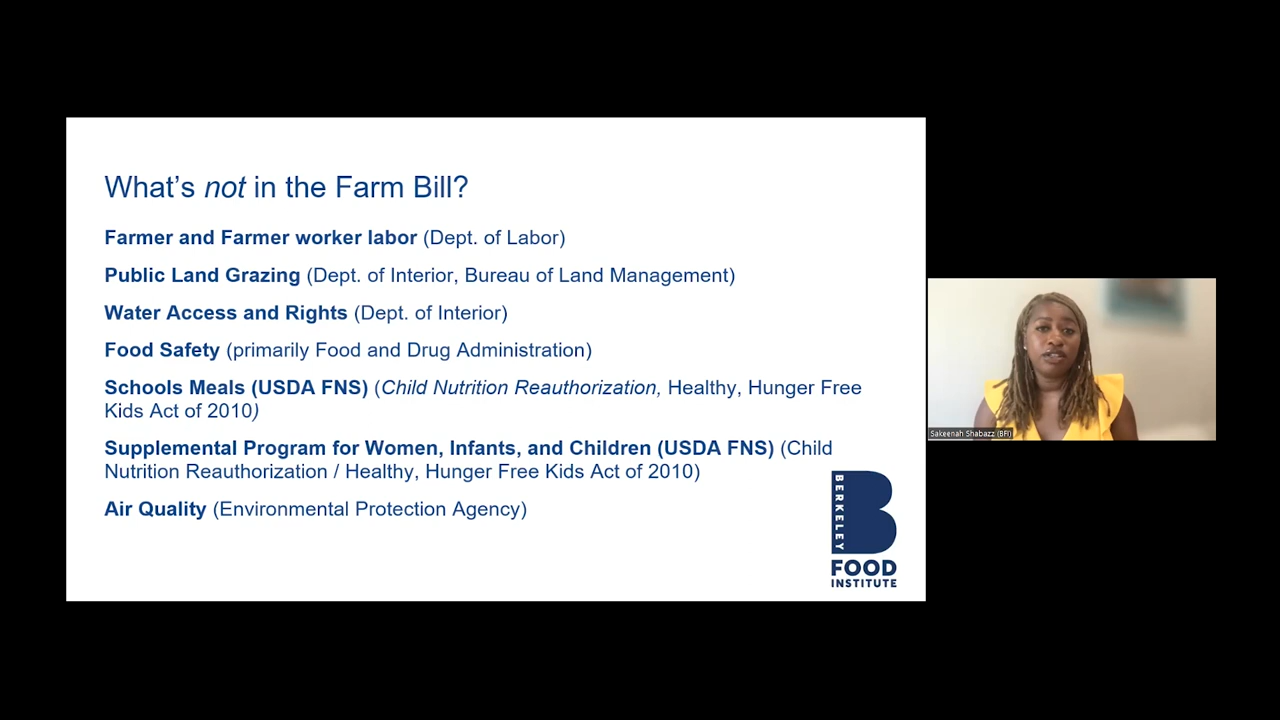 What's not in the Farm Bill?
Farmer and Farmer worker labor (Dept. of Labor)
Public Land Grazing (Dept. of Interior, Bureau of Land Management)
Water Access and Rights (Dept. of Interior)
Food Safety (primarily Food and Drug Administration)
Schools Meals (USDA FNS) (Child Nutrition Reauthorization, Healthy, Hunger Free
Kids Act of 2010)
Supplemental Program for Women, Infants, and Children (USDA FNS) (Child
Nutrition Reauthorization / Healthy, Hunger Free Kids Act of 2010)
Air Quality (Environmental Protection Agency)
BERKELEY
FOOD
INSTITUTE
Sakeenah Shabazz (BFI)